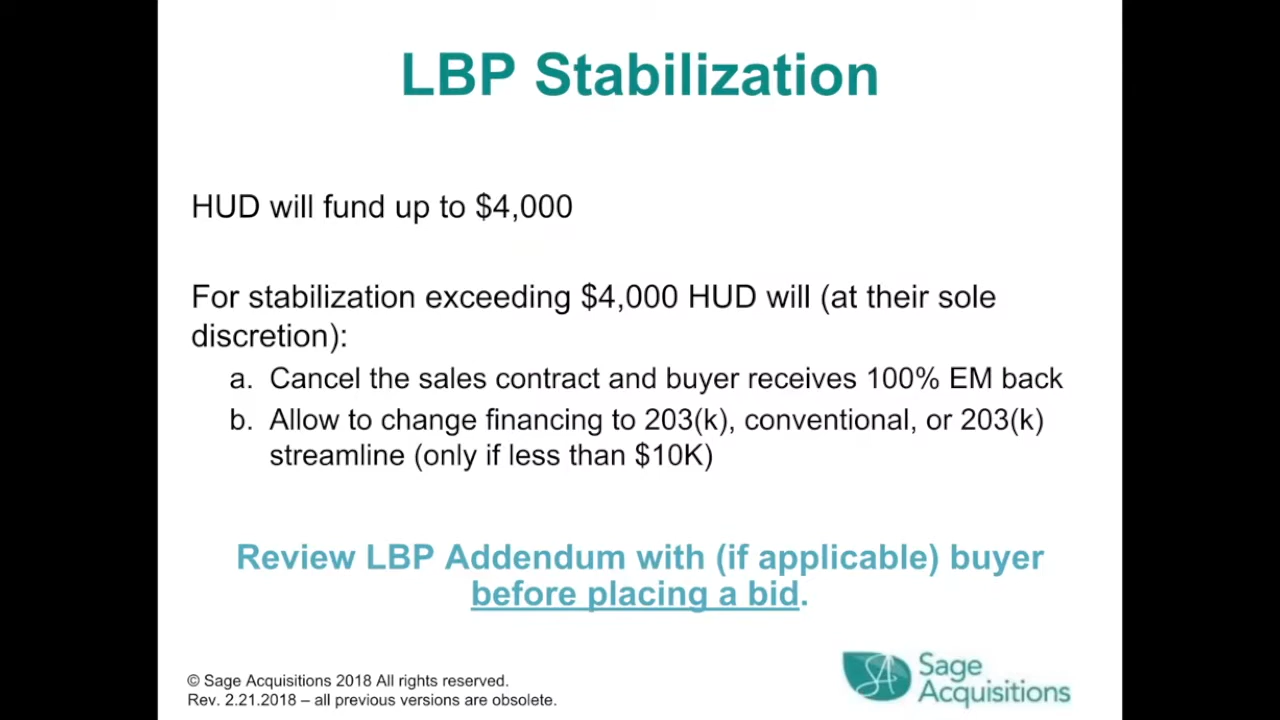 LBP Stabilization
HUD will fund up to $4,000
For stabilization exceeding $4,000 HUD will (at their sole
discretion):
a. Cancel the sales contract and buyer receives 100% EM back
b. Allow to change financing to 203(k), conventional, or 203(k)
streamline (only if less than $10K)
Review LBP Addendum with (if applicable) buyer
before placing a bid.
© Sage Acquisitions 2018 All rights reserved.
Rev. 2.21.2018 – all previous versions are obsolete.
SA
Sage
Acquisitions